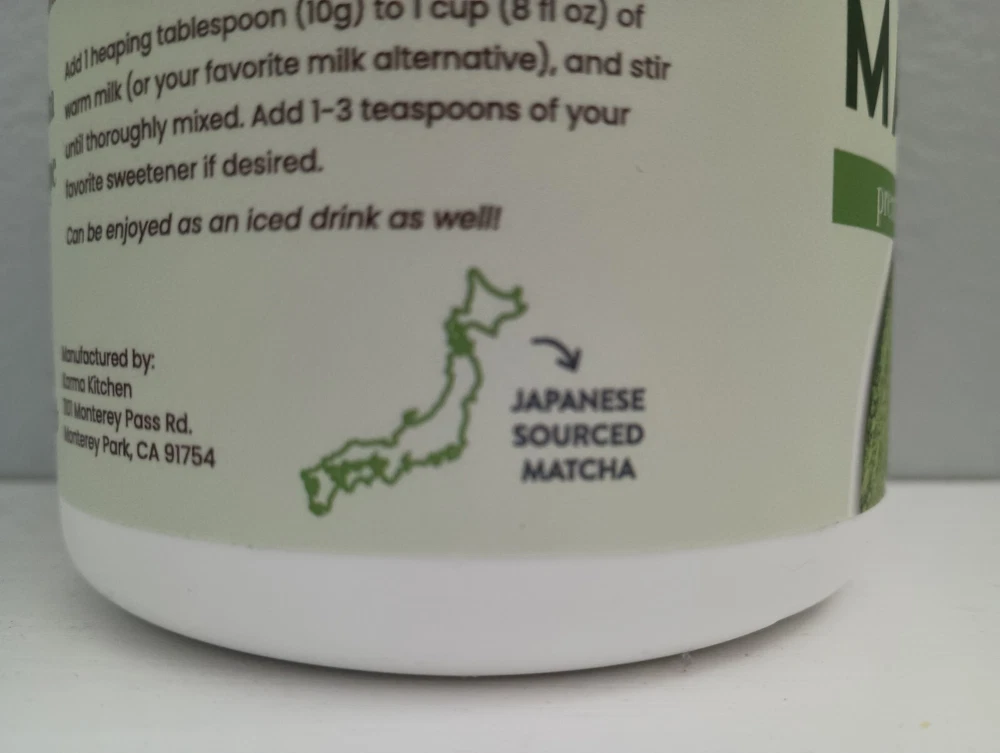 Add 1 heaping tablespoon (10g) to 1 cup (8 fl oz) of
warm milk (or your favorite milk alternative), and stir
until thoroughly mixed. Add 1-3 teaspoons of your
favorite sweetener if desired.
Can be enjoyed as an iced drink as well!
Manufactured by:
Karma Kitchen
Monterey Pass Rd.
Monterey Park, CA 91754
JAPANESE
SOURCED
MATCHA